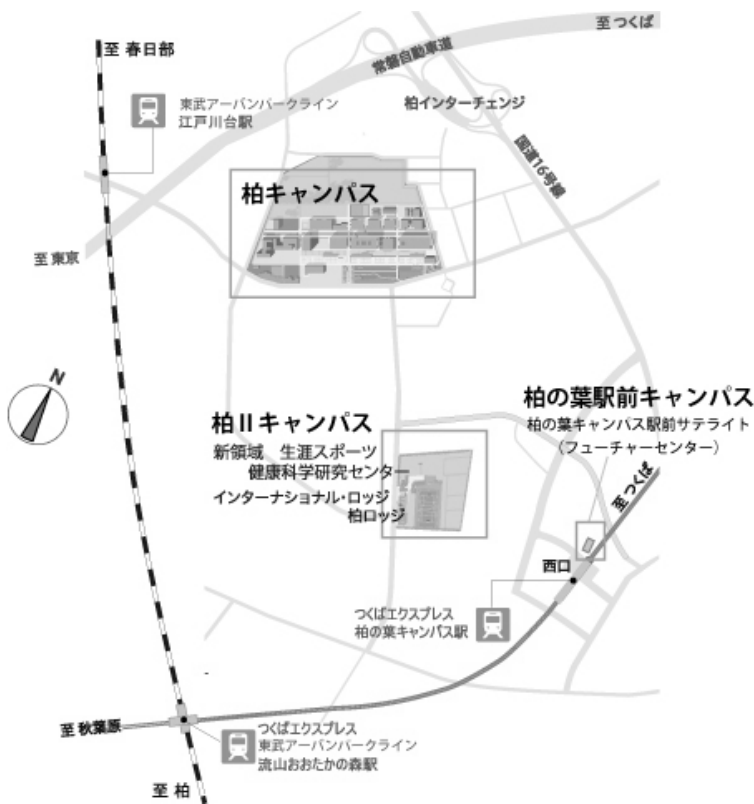 至 春日部
至 つくば
常磐自動車道
東武アーバンパークライン
江戸川台駅
柏インターチェンジ
国道16号線
柏キャンパス
至 東京
N
柏の葉駅前キャンパス
柏の葉キャンパス駅前サテライト
（フューチャーセンター）
柏Ⅱキャンパス
新領域　生涯スポーツ
健康科学研究センター
インターナショナル・ロッジ
柏ロッジ
至 つくば
西口
つくばエクスプレス
柏の葉キャンパス駅
至 秋葉原
つくばエクスプレス
東武アーバンパークライン
流山おおたかの森駅
至 柏